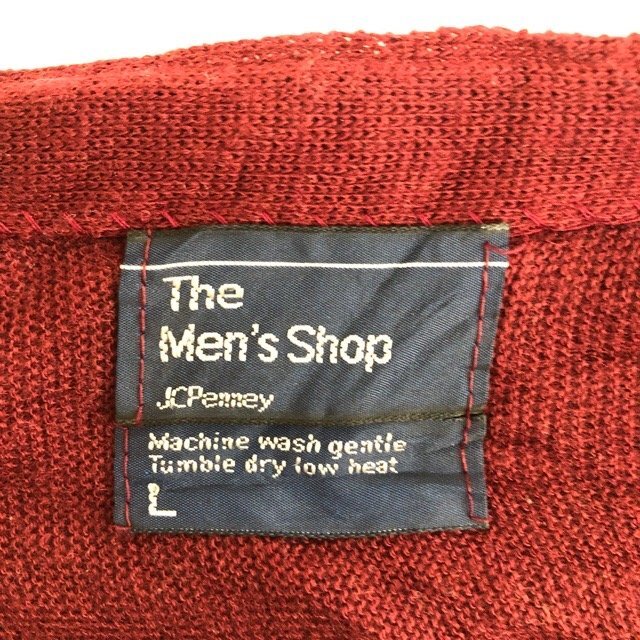 The
Men's Shop
JCPenney
Machine wash gentle
Tumble dry low heat
L